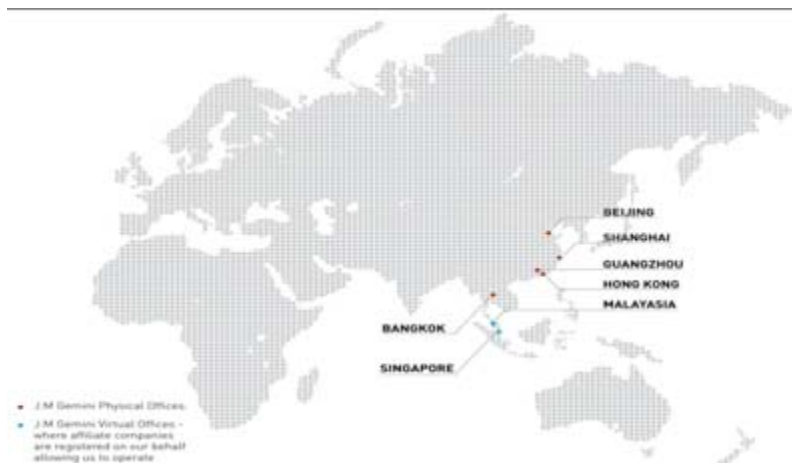 BEIJING
SHANGHAI
GUANGZHOU
HONG KONG
MALAYASIA
BANGKOK
SINGAPORE
J.M Gemini Physical Offices.
J.M Gemini Virtual Offices -
where affiliate companies
are registered on our behalf
allowing us to operate